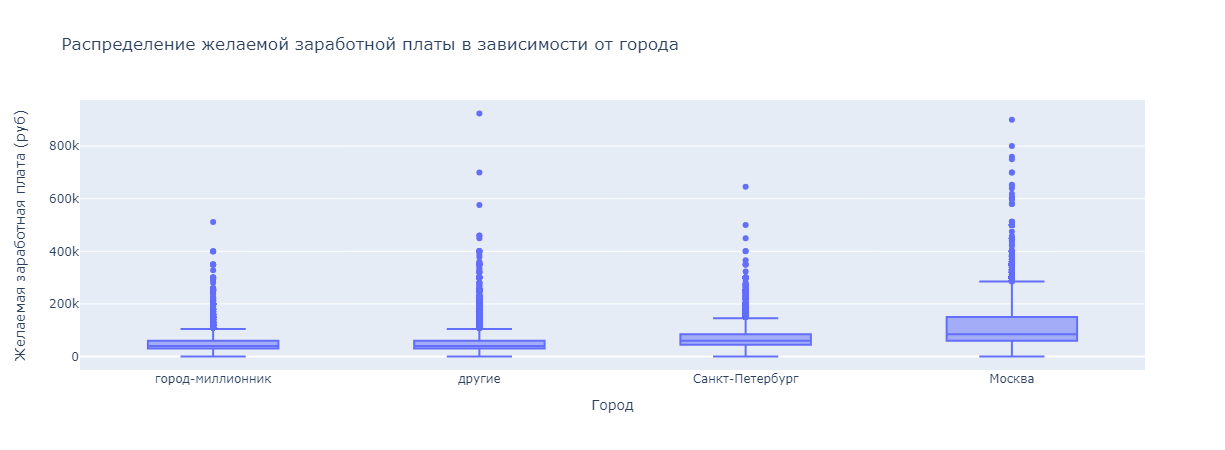 Распределение желаемой заработной платы в зависимости от города
Желаемая заработная плата (руб)
800k
600k
400k
200k
0
город-миллионник
другие
Санкт-Петербург
Москва
Город